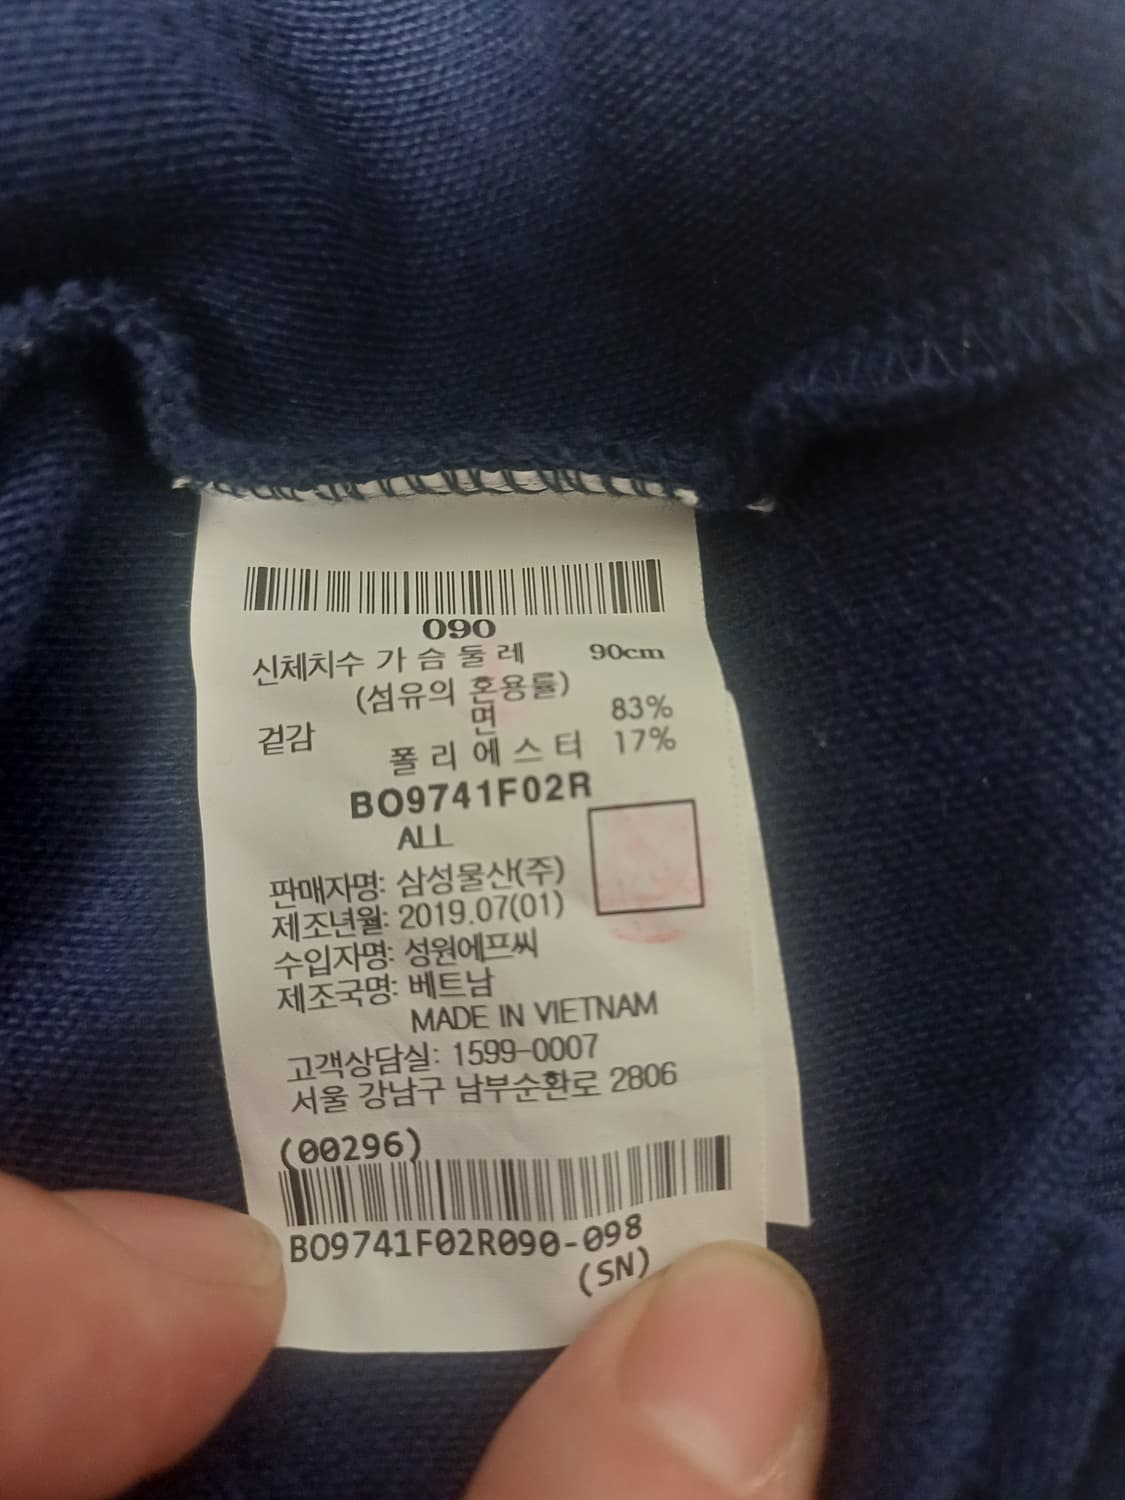 090
신체치수 가슴둘레 90cm
(섬유의 혼용률)
겉감 면 83%
폴리에스터 17%
BO9741F02R
ALL
판매자명: 삼성물산(주)
제조년월: 2019.07(01)
수입자명: 성원에프씨
제조국명: 베트남
MADE IN VIETNAM
고객상담실: 1599-0007
서울 강남구 남부순환로 2806
(00296)
BO9741F02R090-098
(SN)